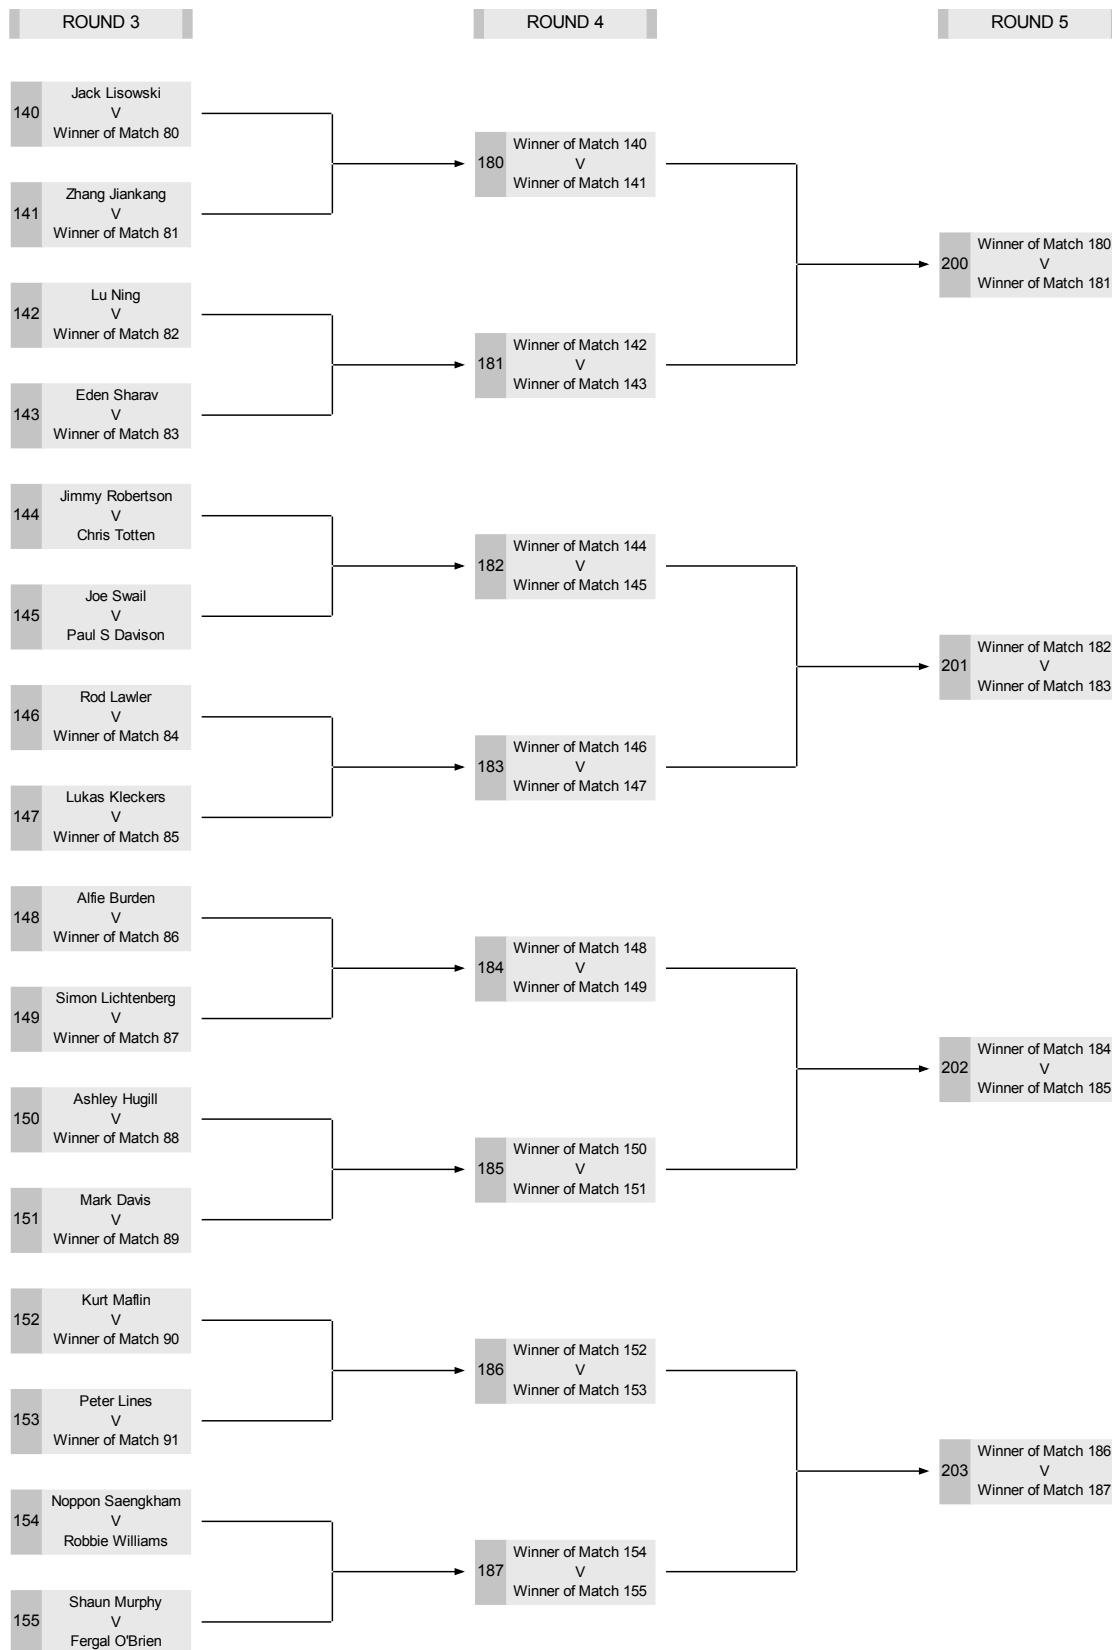 ROUND 3
ROUND 4
ROUND 5
140
Jack Lisowski
V
Winner of Match 80
141
Zhang Jiankang
V
Winner of Match 81
142
Lu Ning
V
Winner of Match 82
143
Eden Sharav
V
Winner of Match 83
144
Jimmy Robertson
V
Chris Totten
145
Joe Swail
V
Paul S Davison
146
Rod Lawler
V
Winner of Match 84
147
Lukas Kleckers
V
Winner of Match 85
148
Alfie Burden
V
Winner of Match 86
149
Simon Lichtenberg
V
Winner of Match 87
150
Ashley Hugill
V
Winner of Match 88
151
Mark Davis
V
Winner of Match 89
152
Kurt Maflin
V
Winner of Match 90
153
Peter Lines
V
Winner of Match 91
154
Noppon Saengkham
V
Robbie Williams
155
Shaun Murphy
V
Fergal O'Brien
180
Winner of Match 140
V
Winner of Match 141
181
Winner of Match 142
V
Winner of Match 143
182
Winner of Match 144
V
Winner of Match 145
183
Winner of Match 146
V
Winner of Match 147
184
Winner of Match 148
V
Winner of Match 149
185
Winner of Match 150
V
Winner of Match 151
186
Winner of Match 152
V
Winner of Match 153
187
Winner of Match 154
V
Winner of Match 155
200
Winner of Match 180
V
Winner of Match 181
201
Winner of Match 182
V
Winner of Match 183
202
Winner of Match 184
V
Winner of Match 185
203
Winner of Match 186
V
Winner of Match 187